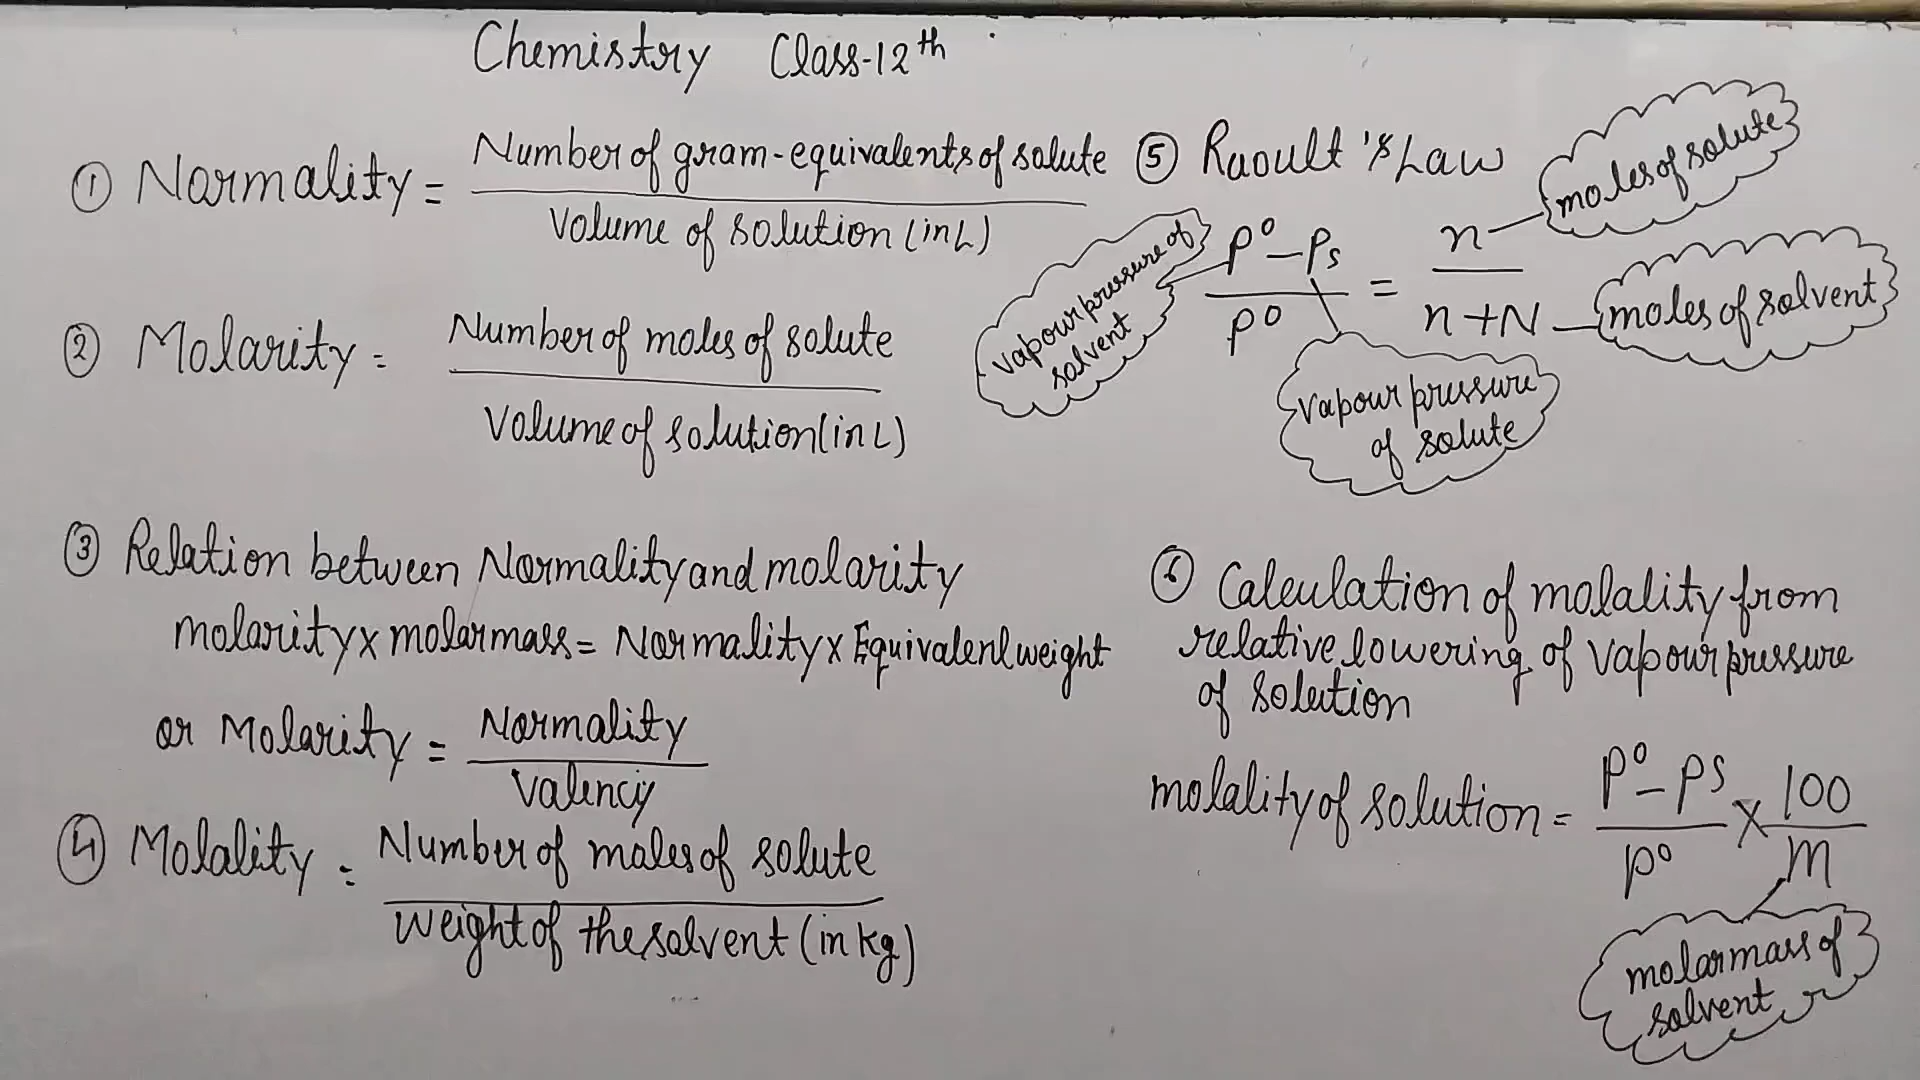 Chemistry Class-12th
① Normality = Number of gram-equivalents of solute
Volume of solution (in L)
② Molarity = Number of moles of solute
Volume of solution (in L)
③ Relation between Normality and molarity
molarity x molarmass = Normality x Equivalent weight
or Molarity = Normality
Valency
④ Molality = Number of moles of solute
Weight of the solvent (in kg)
⑤ Raoult's Law
P° - Ps = n
P° n + N
moles of solute
moles of solvent
Vapour pressure of
solvent
Vapour pressure
of solute
⑥ Calculation of molality from
relative lowering of vapour pressure
of solution
molality of solution = P° - Ps x 100
P° M
molarmass of
solvent